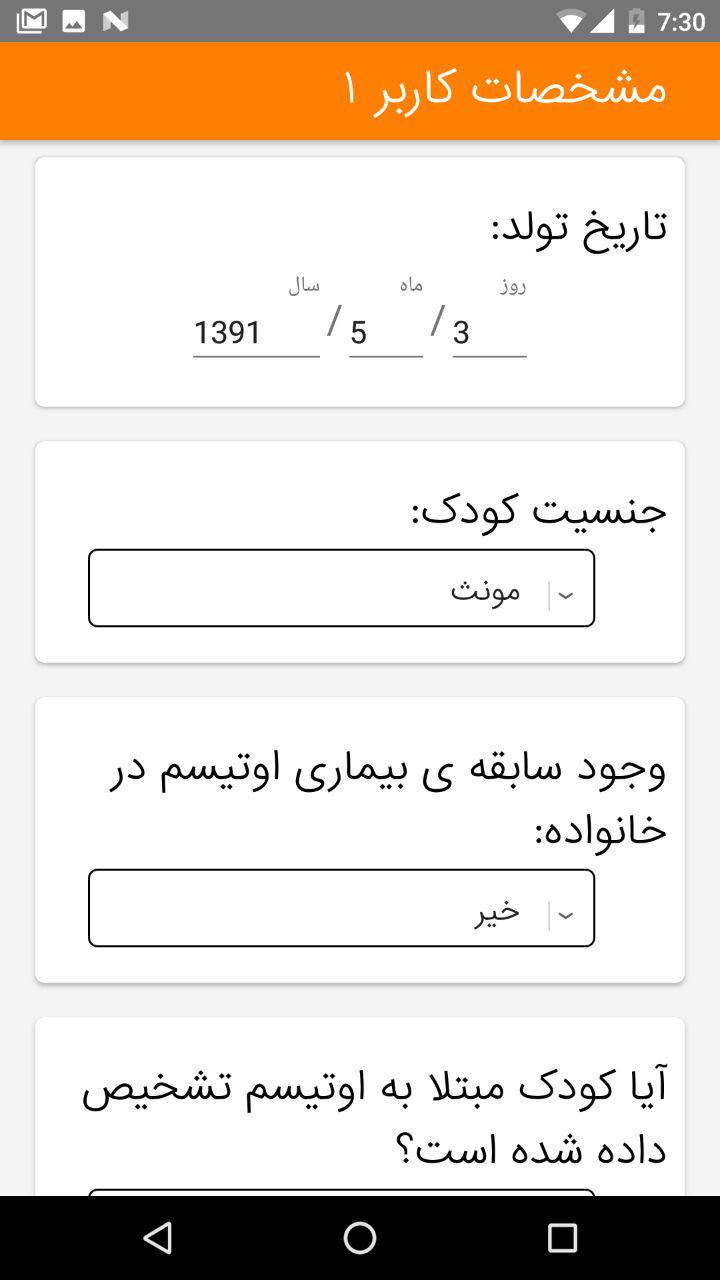 7:30
مشخصات کاربر ۱
تاریخ تولد:
روز ماه سال
3 / 5 / 1391
جنسیت کودک:
مونث
وجود سابقه ی بیماری اوتیسم در
خانواده:
خیر
آیا کودک مبتلا به اوتیسم تشخیص
داده شده است؟